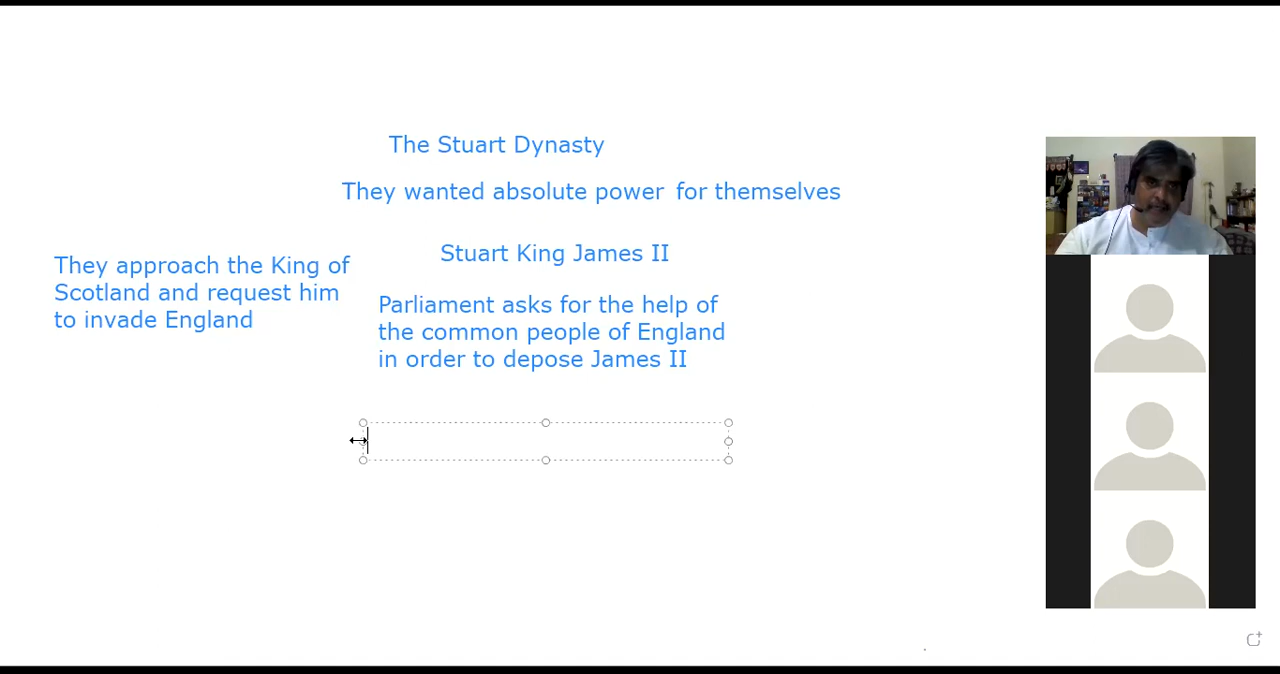 The Stuart Dynasty
They wanted absolute power for themselves
Stuart King James II
They approach the King of
Scotland and request him
to invade England
Parliament asks for the help of
the common people of England
in order to depose James II